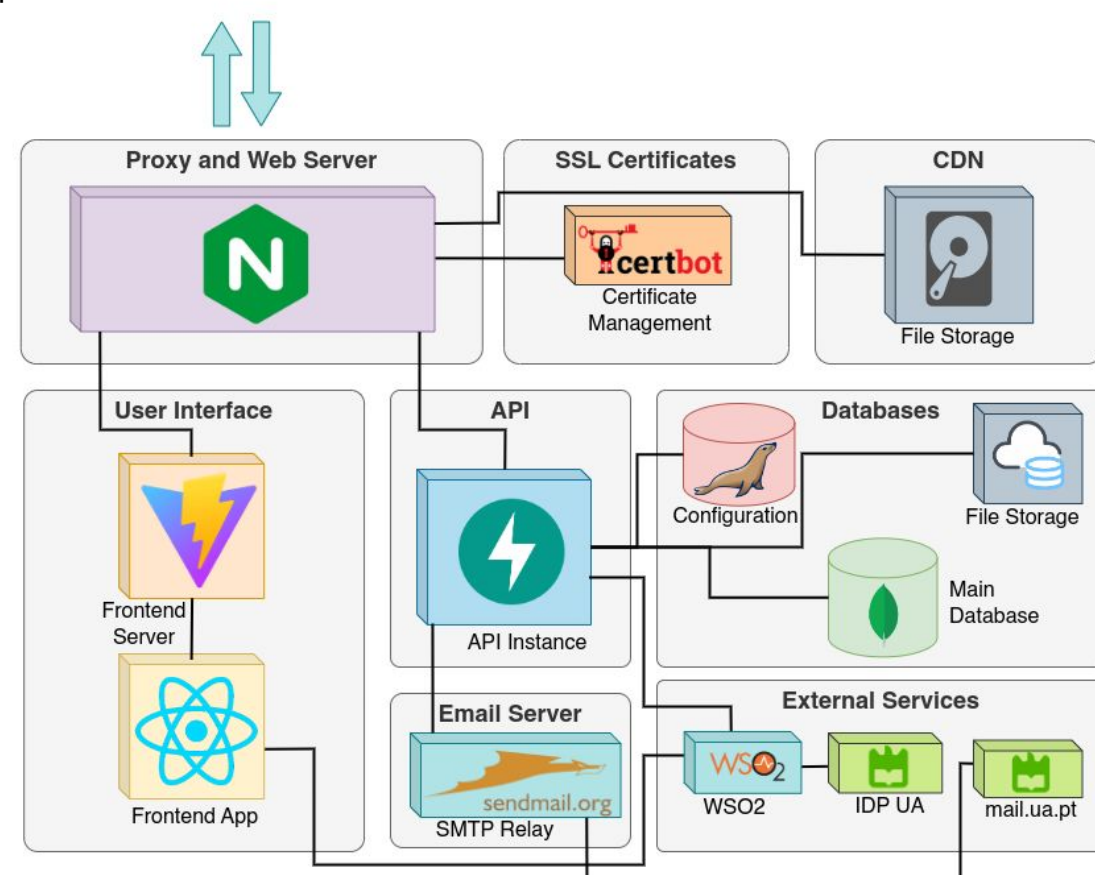 Proxy and Web Server
SSL Certificates
CDN
certbot
Certificate
Management
File Storage
User Interface
API
Databases
Configuration
File Storage
Frontend
Server
API Instance
Main
Database
Email Server
External Services
sendmail.org
WSO2
Frontend App
SMTP Relay
WSO2
IDP UA
mail.ua.pt